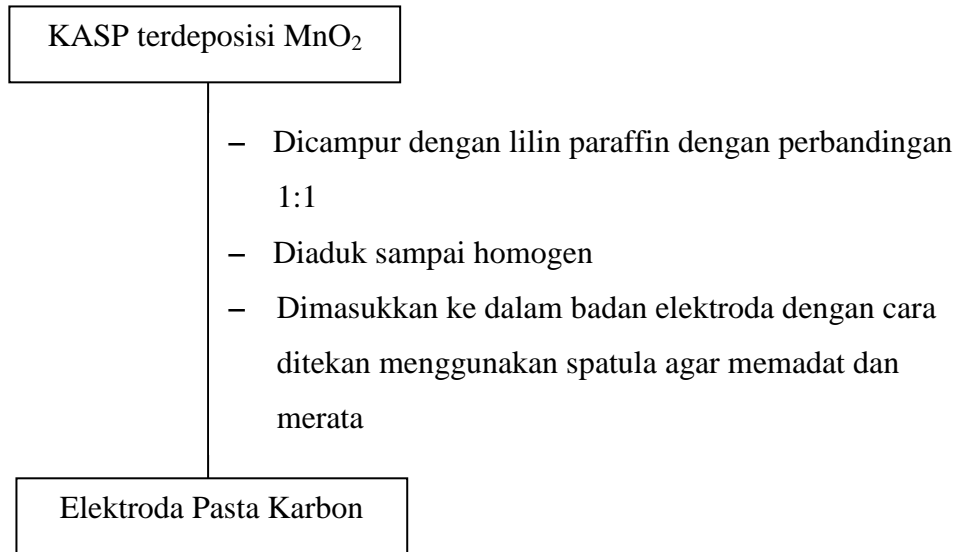 KASP terdeposisi MnO₂
– Dicampur dengan lilin paraffin dengan perbandingan
1:1
– Diaduk sampai homogen
– Dimasukkan ke dalam badan elektroda dengan cara
ditekan menggunakan spatula agar memadat dan
merata
Elektroda Pasta Karbon